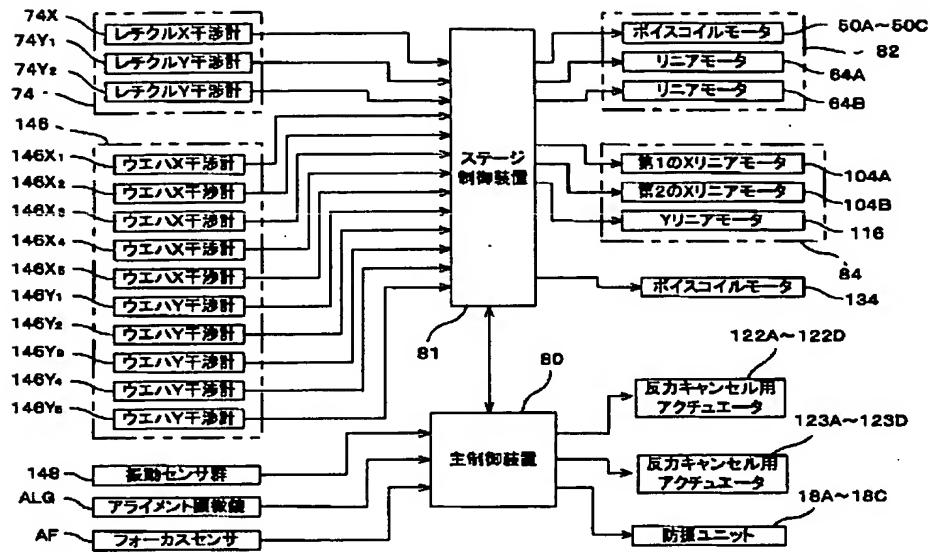 74X
レチクルX干渉計
74Y1
レチクルY干渉計
74Y2
レチクルY干渉計
74
146
146X1
ウエハX干渉計
146X2
ウエハX干渉計
146X3
ウエハX干渉計
146X4
ウエハX干渉計
146X5
ウエハX干渉計
146Y1
ウエハY干渉計
146Y2
ウエハY干渉計
146Y3
ウエハY干渉計
146Y4
ウエハY干渉計
146Y5
ウエハY干渉計
148
振動センサ群
ALG
アライメント顕微鏡
AF
フォーカスセンサ
ステージ
制御装置
81
80
主制御装置
ボイスコイルモータ
50A~50C
82
リニアモータ
64A
リニアモータ
64B
第1のXリニアモータ
104A
第2のXリニアモータ
104B
Yリニアモータ
116
84
ボイスコイルモータ
134
122A~122D
反力キャンセル用
アクチュエータ
123A~123D
反力キャンセル用
アクチュエータ
18A~18C
防振ユニット